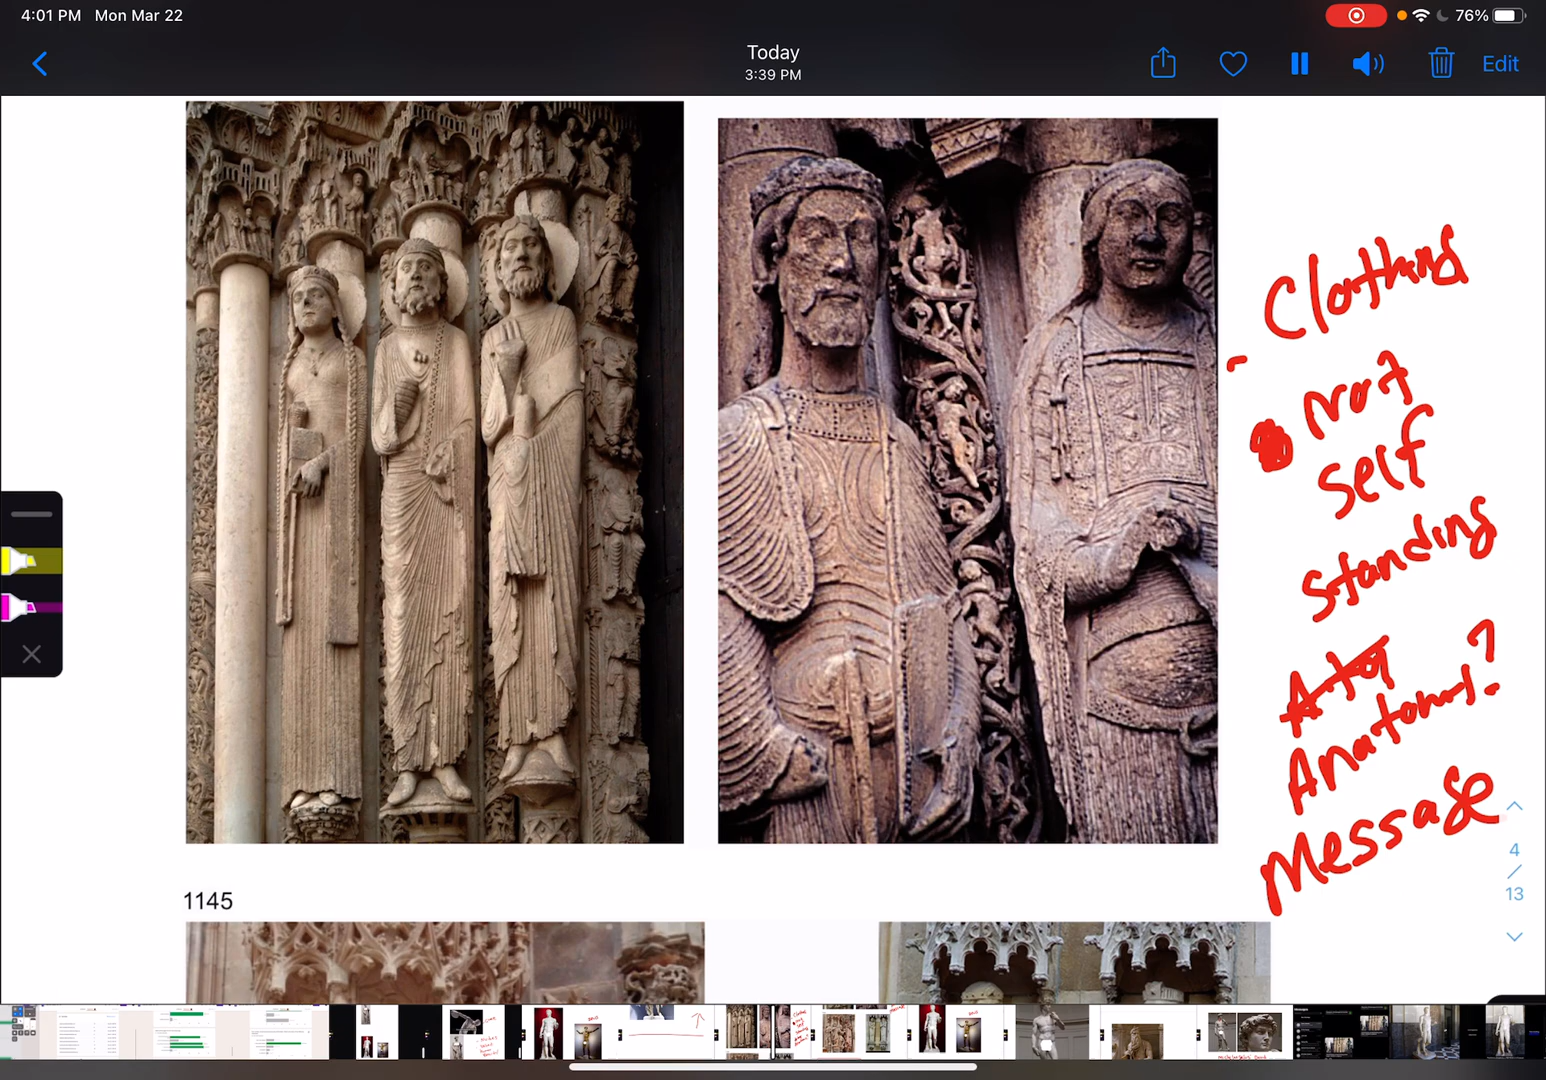 4:01 PM Mon Mar 22
76%
Today
3:39 PM
Edit
Clothing
- Not
self
standing
Anatomy?
Message
4
/
13
1145